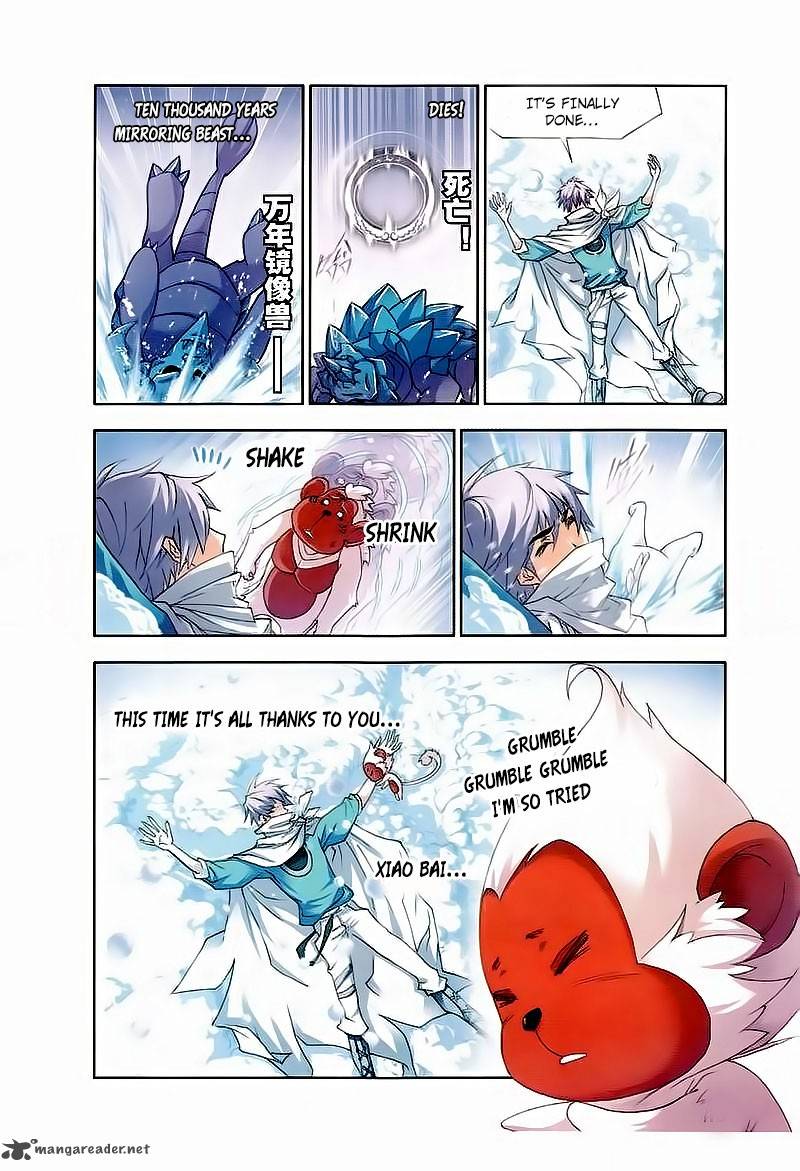 TEN THOUSAND YEARS
MIRRORING BEAST...
万年镜像兽——
DIES!
死亡！
IT'S FINALLY
DONE...
SHAKE
SHRINK
THIS TIME IT'S ALL THANKS TO YOU...
XIAO BAI...
GRUMBLE
GRUMBLE GRUMBLE
I'M SO TRIED
mangareader.net